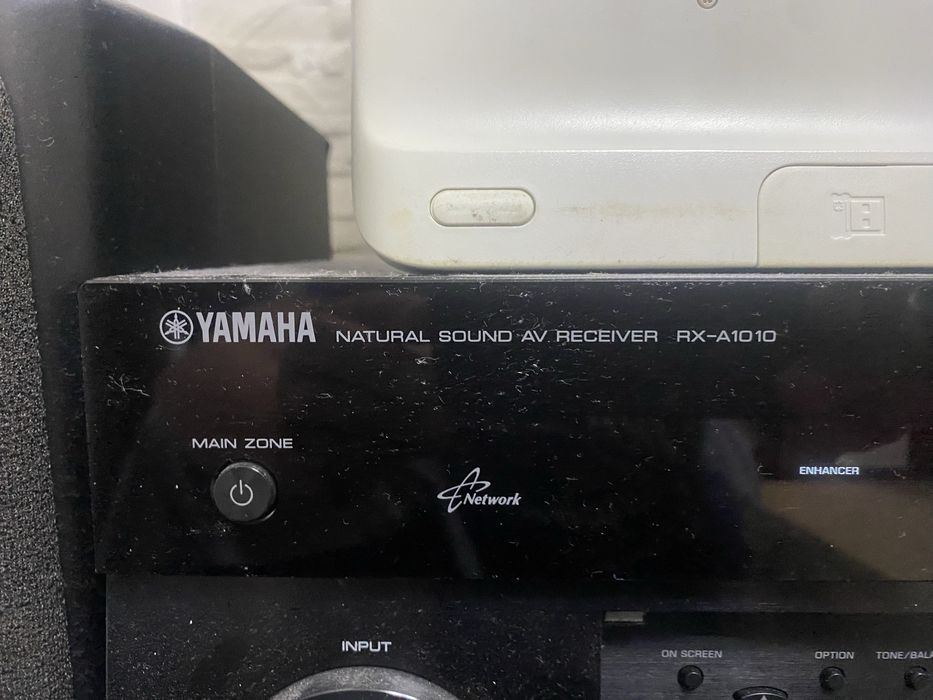 YAMAHA NATURAL SOUND AV RECEIVER RX-A1010
MAIN ZONE
ENHANCER
Network
INPUT
ON SCREEN OPTION